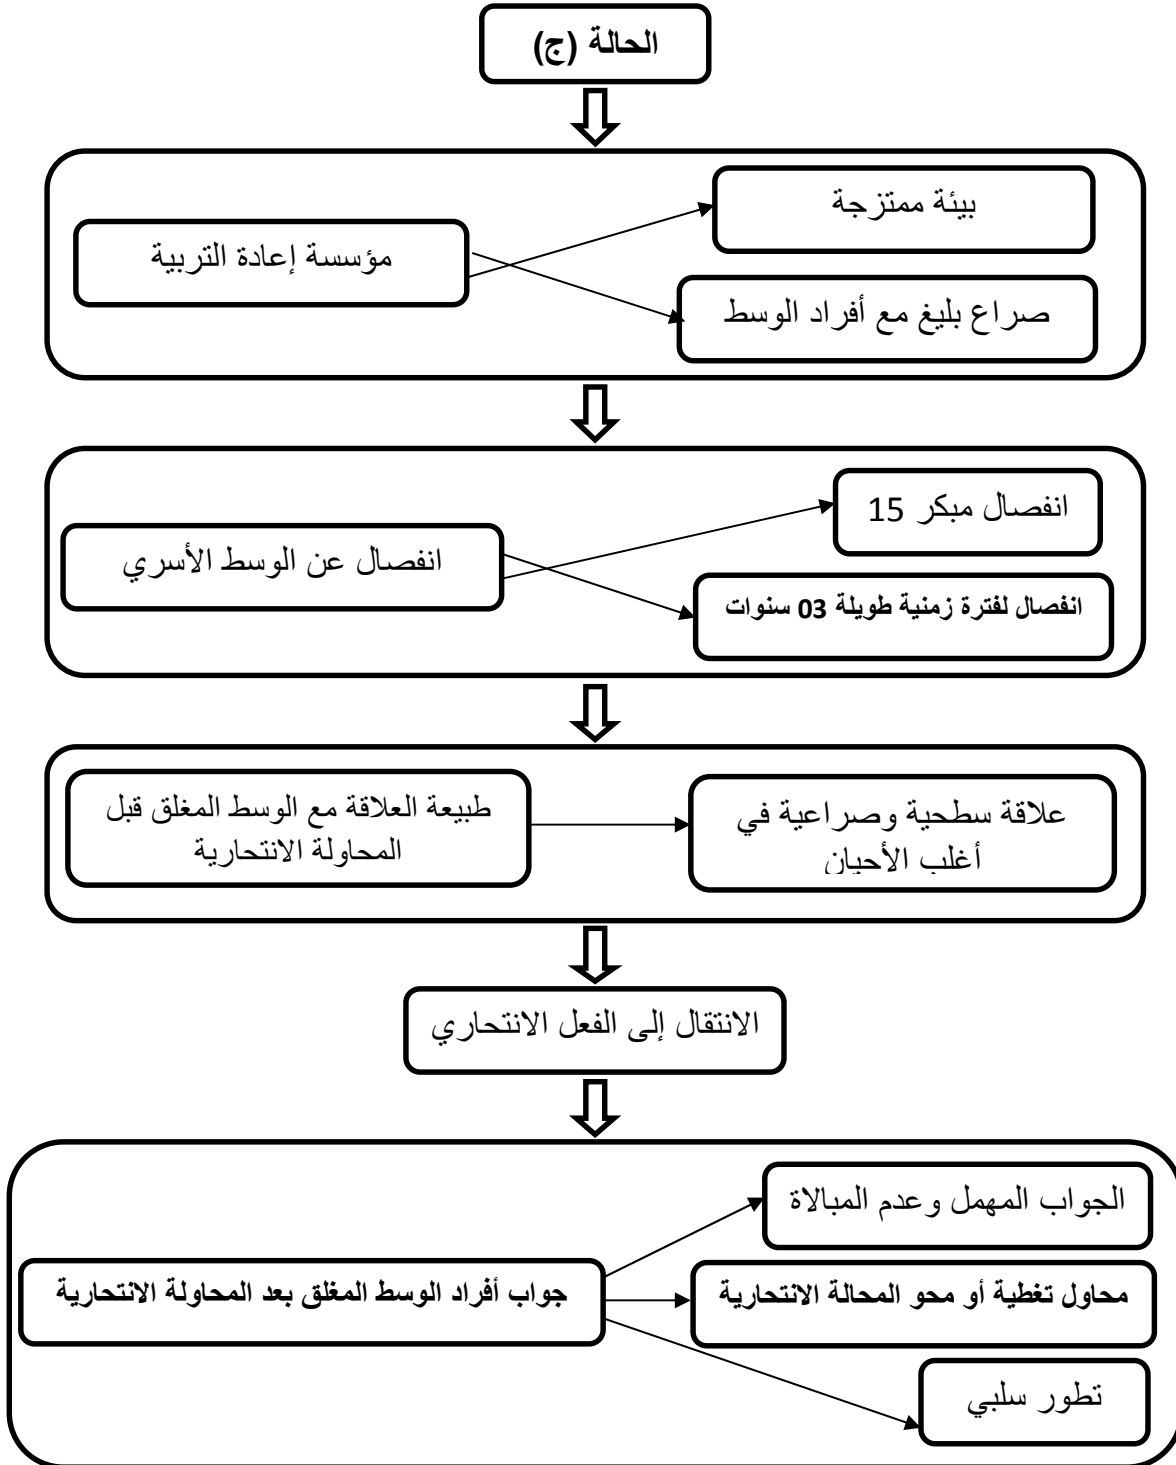 الحالة (ج)
بيئة ممتزجة
مؤسسة إعادة التربية
صراع بليغ مع أفراد الوسط
انفصال مبكر 15
انفصال عن الوسط الأسري
انفصال لفترة زمنية طويلة 03 سنوات
طبيعة العلاقة مع الوسط المغلق قبل
المحاولة الانتحارية
علاقة سطحية وصراعية في
أغلب الأحيان
الانتقال إلى الفعل الانتحاري
الجواب المهمل وعدم المبالاة
جواب أفراد الوسط المغلق بعد المحاولة الانتحارية
محاول تغطية أو محو المحالة الانتحارية
تطور سلبي